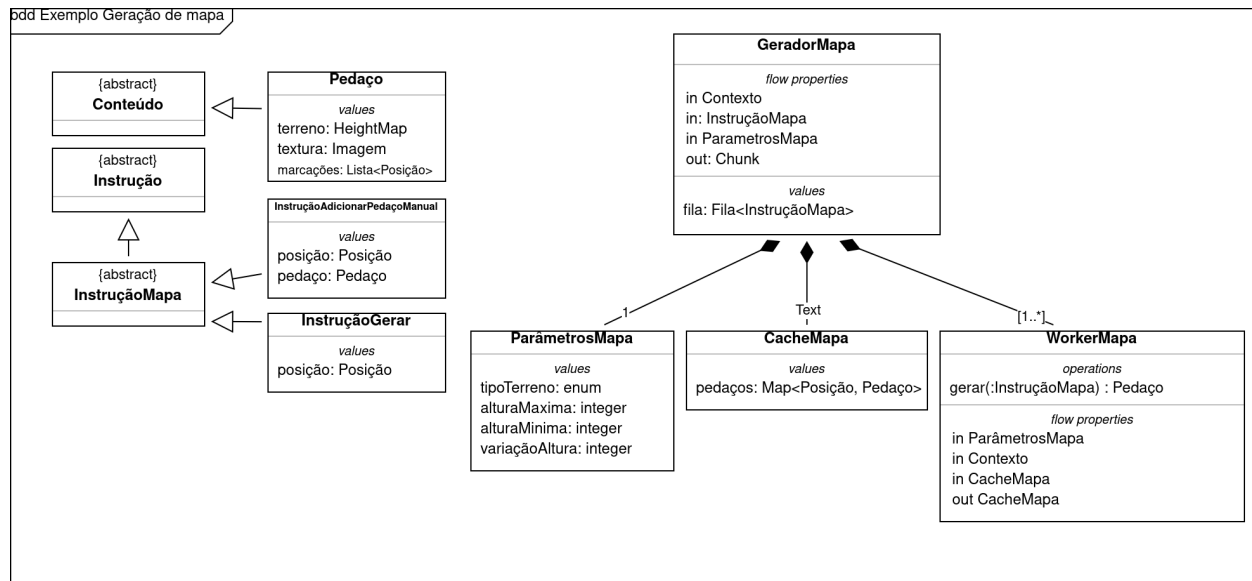 bdd Exemplo Geração de mapa
{abstract}
Conteúdo
{abstract}
Instrução
{abstract}
InstruçãoMapa
Pedaço
values
terreno: HeightMap
textura: Imagem
marcações: Lista<Posição>
InstruçãoAdicionarPedaçoManual
values
posição: Posição
pedaço: Pedaço
InstruçãoGerar
values
posição: Posição
GeradorMapa
flow properties
in Contexto
in: InstruçãoMapa
in ParametrosMapa
out: Chunk
values
fila: Fila<InstruçãoMapa>
1
Text
[1..*]
ParâmetrosMapa
values
tipoTerreno: enum
alturaMaxima: integer
alturaMinima: integer
variaçãoAltura: integer
CacheMapa
values
pedaços: Map<Posição, Pedaço>
WorkerMapa
operations
gerar(:InstruçãoMapa) : Pedaço
flow properties
in ParâmetrosMapa
in Contexto
in CacheMapa
out CacheMapa